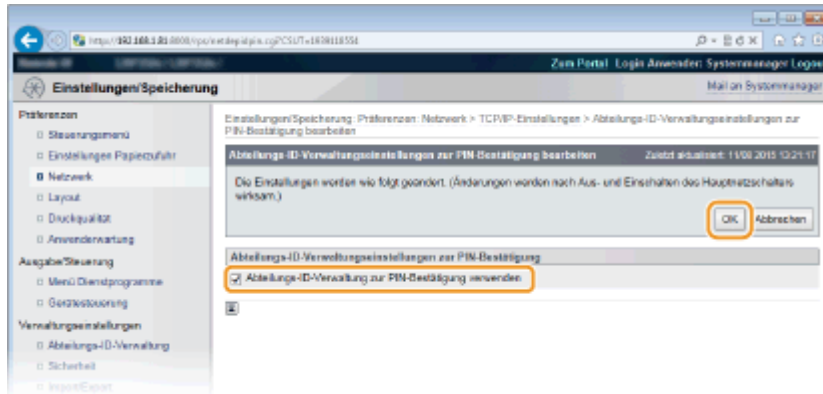 Zum Portal Login Anwender: Systemmanager
Einstellungen/Speicherung
Mail an Systemmanager
Präferenzen
Steuerungsmenü
Einstellungen Papierzufuhr
Netzwerk
Layout
Druckqualität
Anwenderwartung
Ausgabe/Steuerung
Menü Dienstprogramme
Gerätesteuerung
Verwaltungseinstellungen
Abteilungs-ID-Verwaltung
Sicherheit
Import/Export
Einstellungen/Speicherung: Präferenzen: Netzwerk > TCP/IP-Einstellungen > Abteilungs-ID-Verwaltungseinstellungen zur
PIN-Bestätigung bearbeiten
Abteilungs-ID-Verwaltungseinstellungen zur PIN-Bestätigung bearbeiten
Zuletzt aktualisiert: 11/08 2015 13:21:17
Die Einstellungen werden wie folgt geändert. (Änderungen werden nach Aus- und Einschalten des Hauptnetzschalters
wirksam.)
OK Abbrechen
Abteilungs-ID-Verwaltungseinstellungen zur PIN-Bestätigung
Abteilungs-ID-Verwaltung zur PIN-Bestätigung verwenden